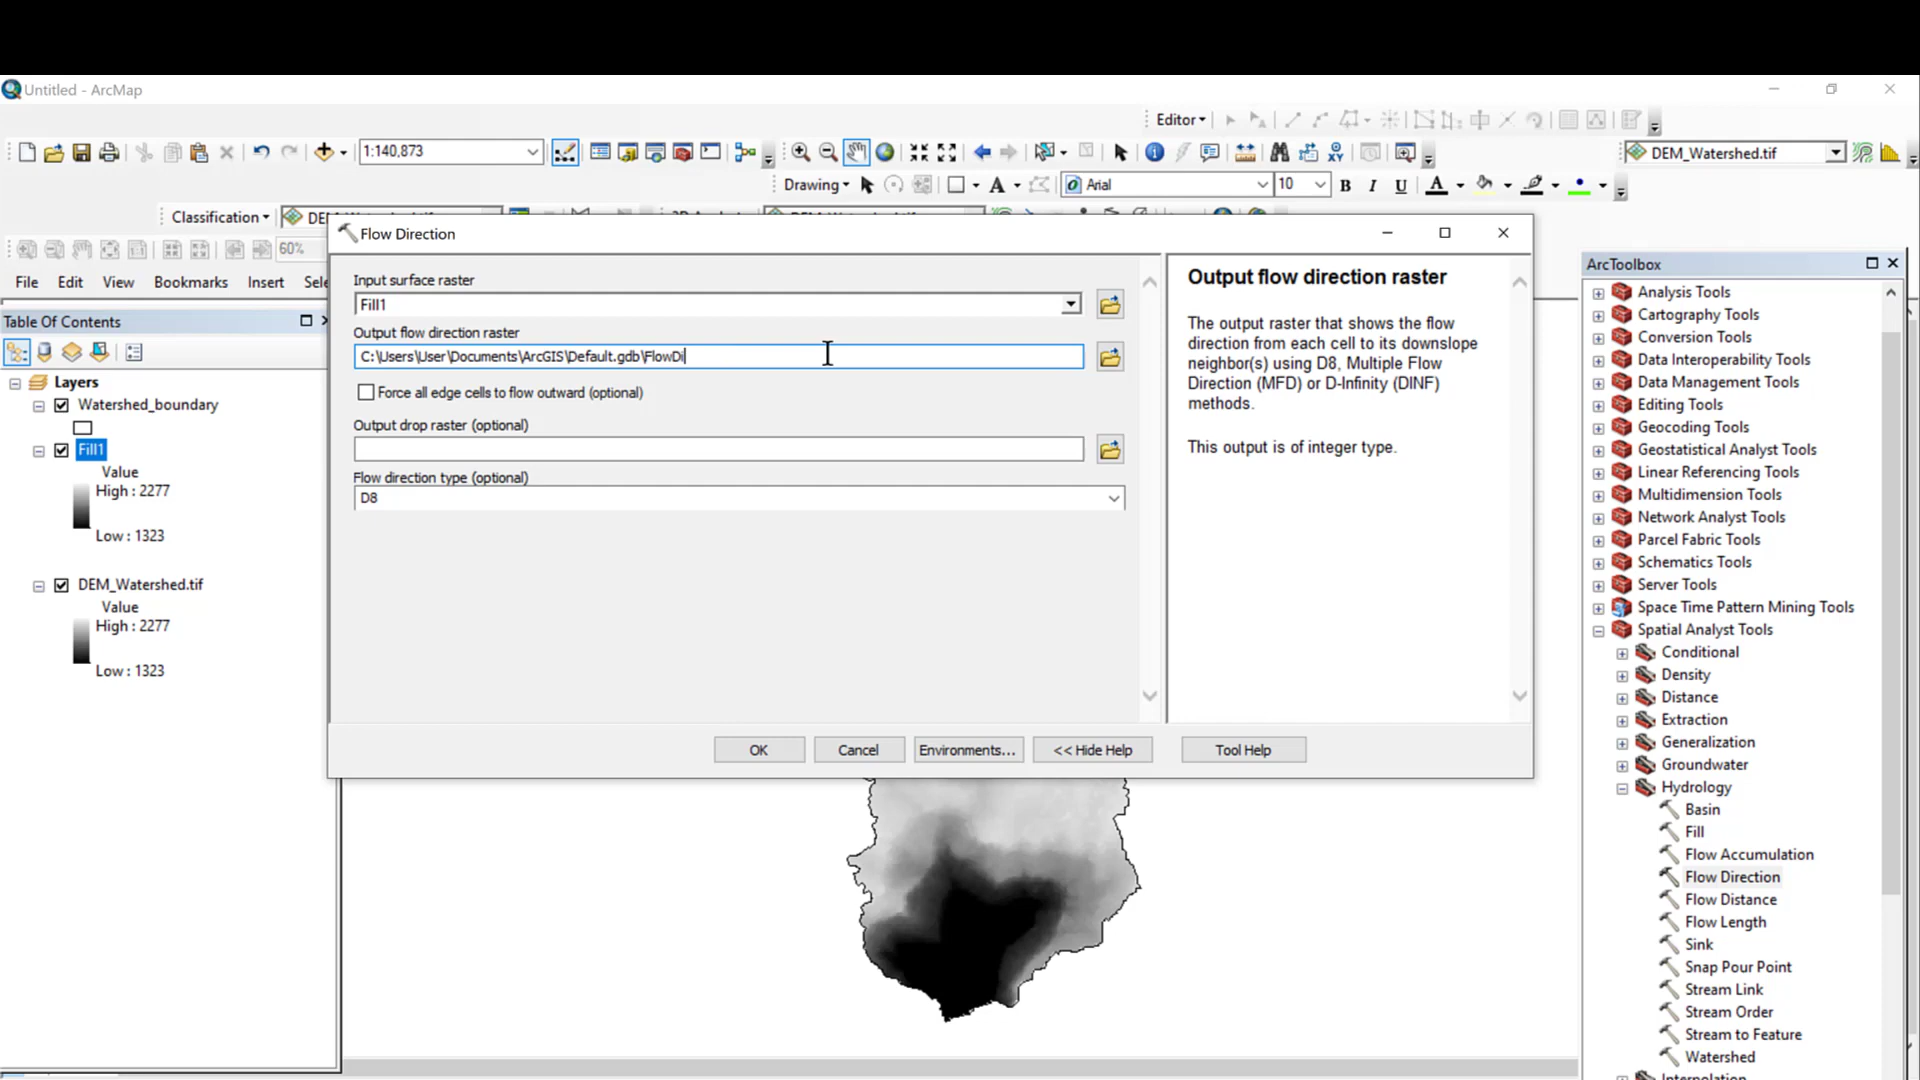 Untitled - ArcMap
Editor
1:140,873
DEM_Watershed.tif
Drawing
A
Arial
10
B I U A
Classification
60%
File Edit View Bookmarks Insert Sele
Table Of Contents
Layers
Watershed_boundary
Fill1
Value
High : 2277
Low : 1323
DEM_Watershed.tif
Value
High : 2277
Low : 1323
Flow Direction
Input surface raster
Fill1
Output flow direction raster
C:\Users\User\Documents\ArcGIS\Default.gdb\FlowDi
Force all edge cells to flow outward (optional)
Output drop raster (optional)
Flow direction type (optional)
D8
OK
Cancel
Environments...
<< Hide Help
Tool Help
Output flow direction raster
The output raster that shows the flow
direction from each cell to its downslope
neighbor(s) using D8, Multiple Flow
Direction (MFD) or D-Infinity (DINF)
methods.
This output is of integer type.
ArcToolbox
Analysis Tools
Cartography Tools
Conversion Tools
Data Interoperability Tools
Data Management Tools
Editing Tools
Geocoding Tools
Geostatistical Analyst Tools
Linear Referencing Tools
Multidimension Tools
Network Analyst Tools
Parcel Fabric Tools
Schematics Tools
Server Tools
Space Time Pattern Mining Tools
Spatial Analyst Tools
Conditional
Density
Distance
Extraction
Generalization
Groundwater
Hydrology
Basin
Fill
Flow Accumulation
Flow Direction
Flow Distance
Flow Length
Sink
Snap Pour Point
Stream Link
Stream Order
Stream to Feature
Watershed
Interpolation